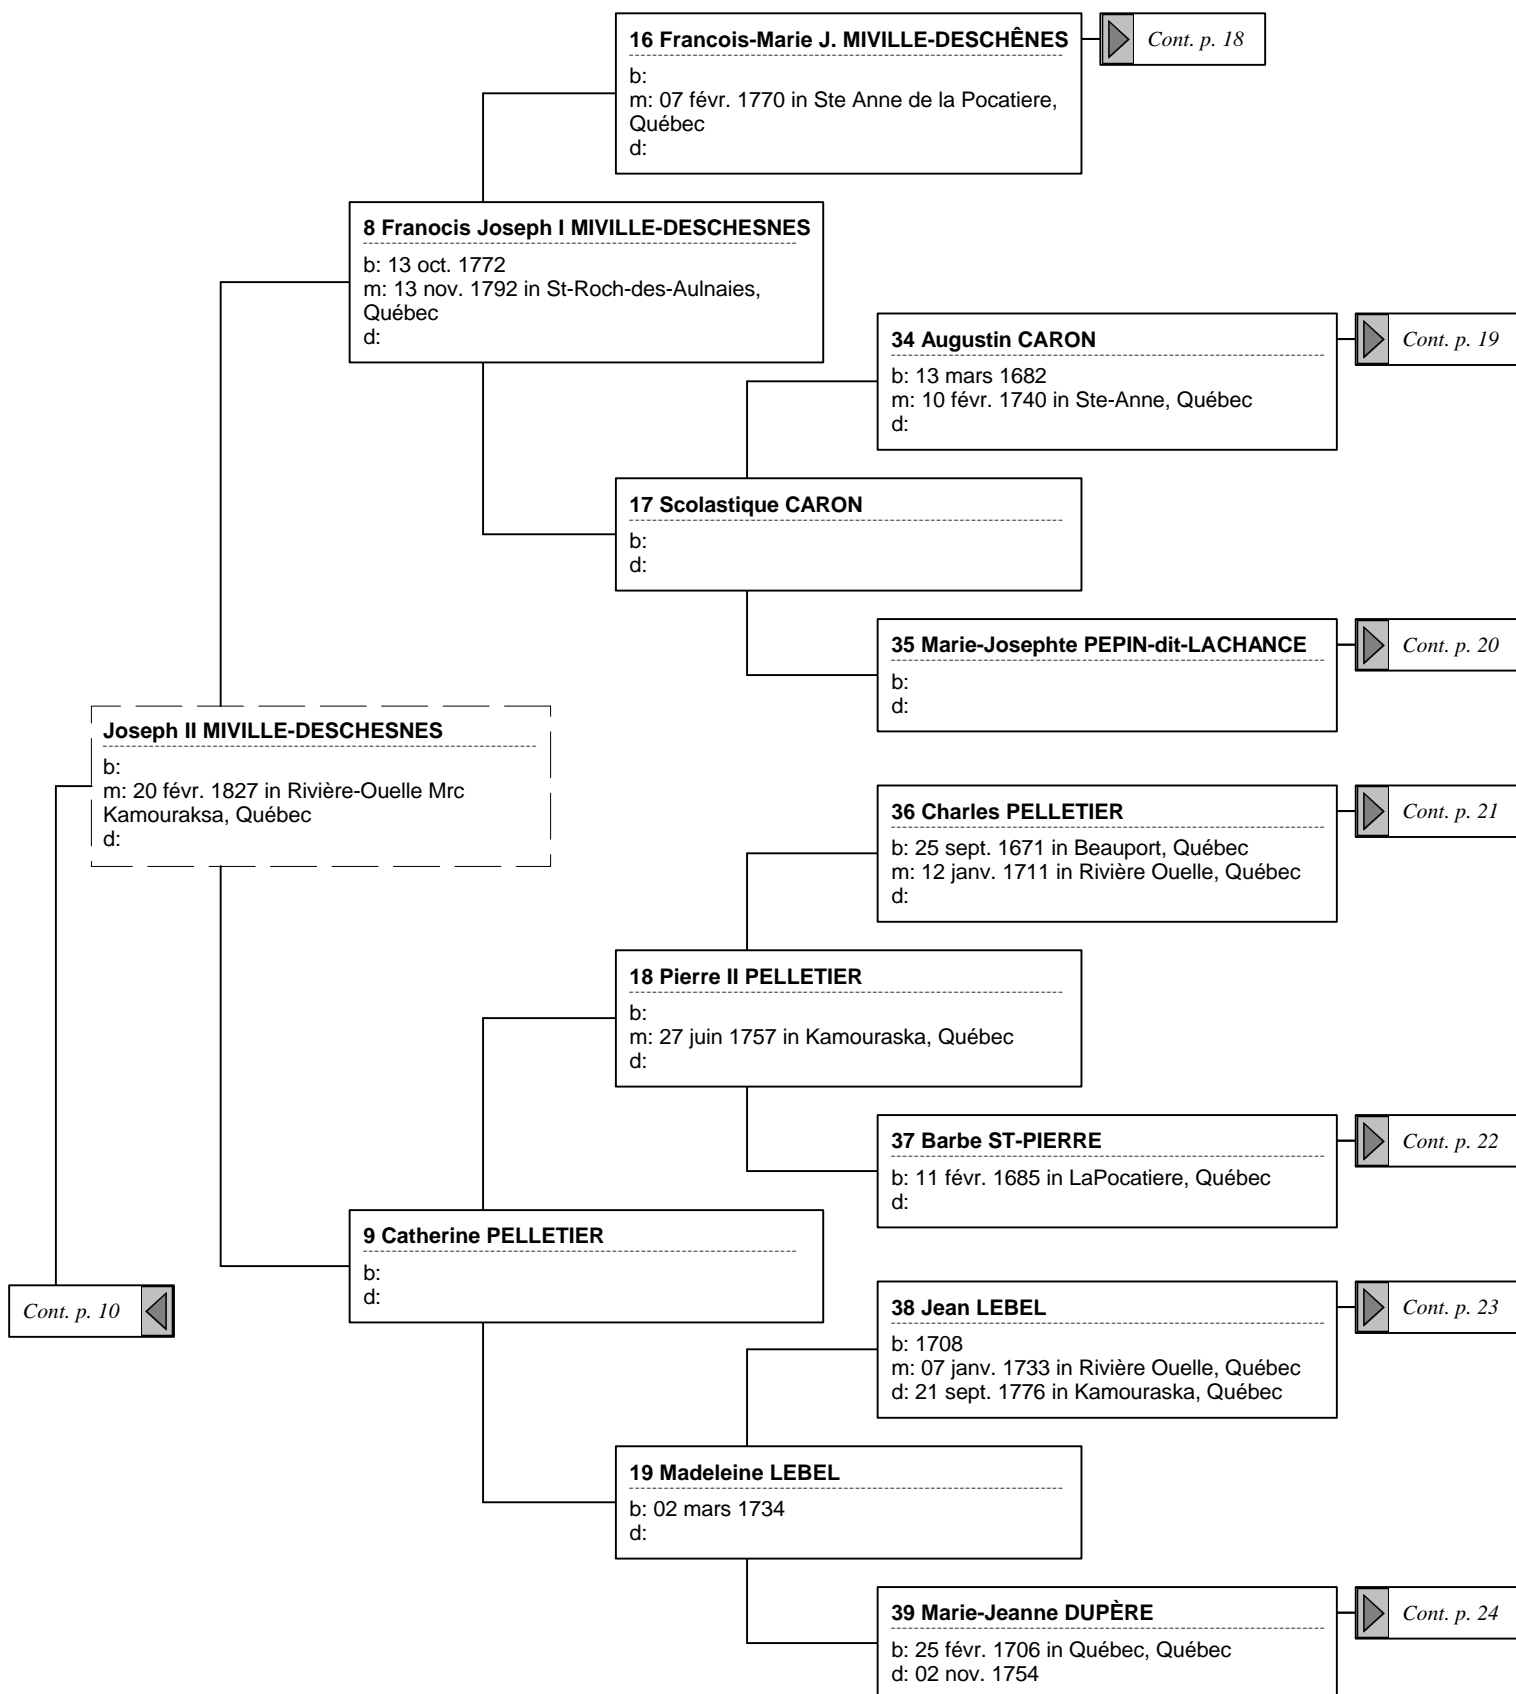 16 Francois-Marie J. MIVILLE-DESCHÊNES
b:
m: 07 févr. 1770 in Ste Anne de la Pocatiere,
Québec
d:
Cont. p. 18
8 Franocis Joseph I MIVILLE-DESCHESNES
b: 13 oct. 1772
m: 13 nov. 1792 in St-Roch-des-Aulnaies,
Québec
d:
34 Augustin CARON
b: 13 mars 1682
m: 10 févr. 1740 in Ste-Anne, Québec
d:
Cont. p. 19
17 Scolastique CARON
b:
d:
35 Marie-Josephte PEPIN-dit-LACHANCE
b:
d:
Cont. p. 20
Joseph II MIVILLE-DESCHESNES
b:
m: 20 févr. 1827 in Rivière-Ouelle Mrc
Kamouraksa, Québec
d:
36 Charles PELLETIER
b: 25 sept. 1671 in Beauport, Québec
m: 12 janv. 1711 in Rivière Ouelle, Québec
d:
Cont. p. 21
18 Pierre II PELLETIER
b:
m: 27 juin 1757 in Kamouraska, Québec
d:
37 Barbe ST-PIERRE
b: 11 févr. 1685 in LaPocatiere, Québec
d:
Cont. p. 22
9 Catherine PELLETIER
b:
d:
Cont. p. 10
38 Jean LEBEL
b: 1708
m: 07 janv. 1733 in Rivière Ouelle, Québec
d: 21 sept. 1776 in Kamouraska, Québec
Cont. p. 23
19 Madeleine LEBEL
b: 02 mars 1734
d:
39 Marie-Jeanne DUPÈRE
b: 25 févr. 1706 in Québec, Québec
d: 02 nov. 1754
Cont. p. 24